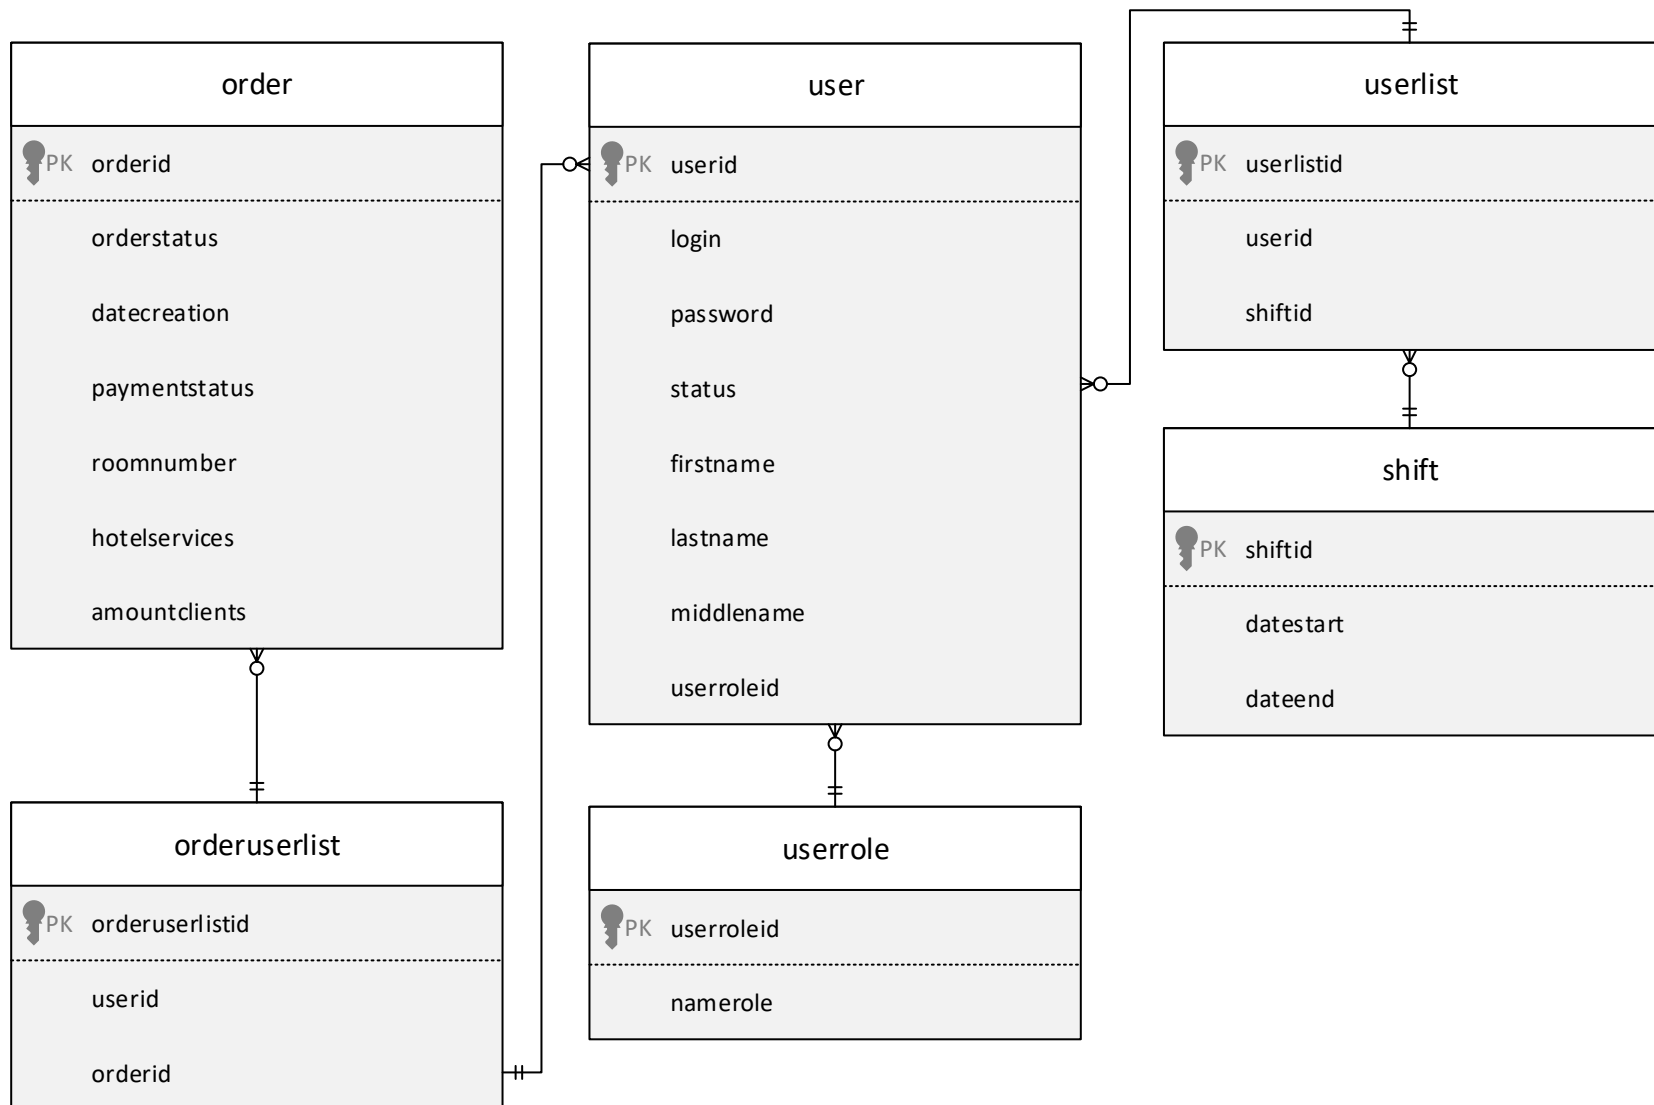 order
PK orderid
orderstatus
datecreation
paymentstatus
roomnumber
hotelservices
amountclients
user
PK userid
login
password
status
firstname
lastname
middlename
userroleid
userlist
PK userlistid
userid
shiftid
shift
PK shiftid
datestart
dateend
orderuserlist
PK orderuserlistid
userid
orderid
userrole
PK userroleid
namerole